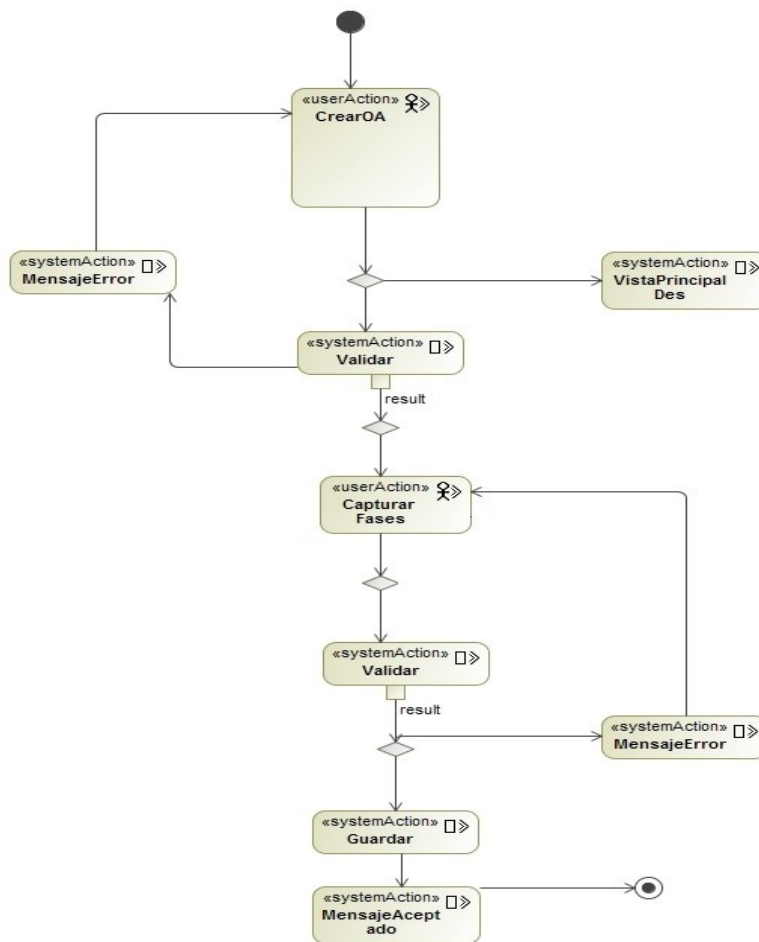 «userAction»
CrearOA
«systemAction»
MensajeError
«systemAction»
VistaPrincipal
Des
«systemAction»
Validar
result
«userAction»
Capturar
Fases
«systemAction»
Validar
result
«systemAction»
MensajeError
«systemAction»
Guardar
«systemAction»
MensajeAcept
ado